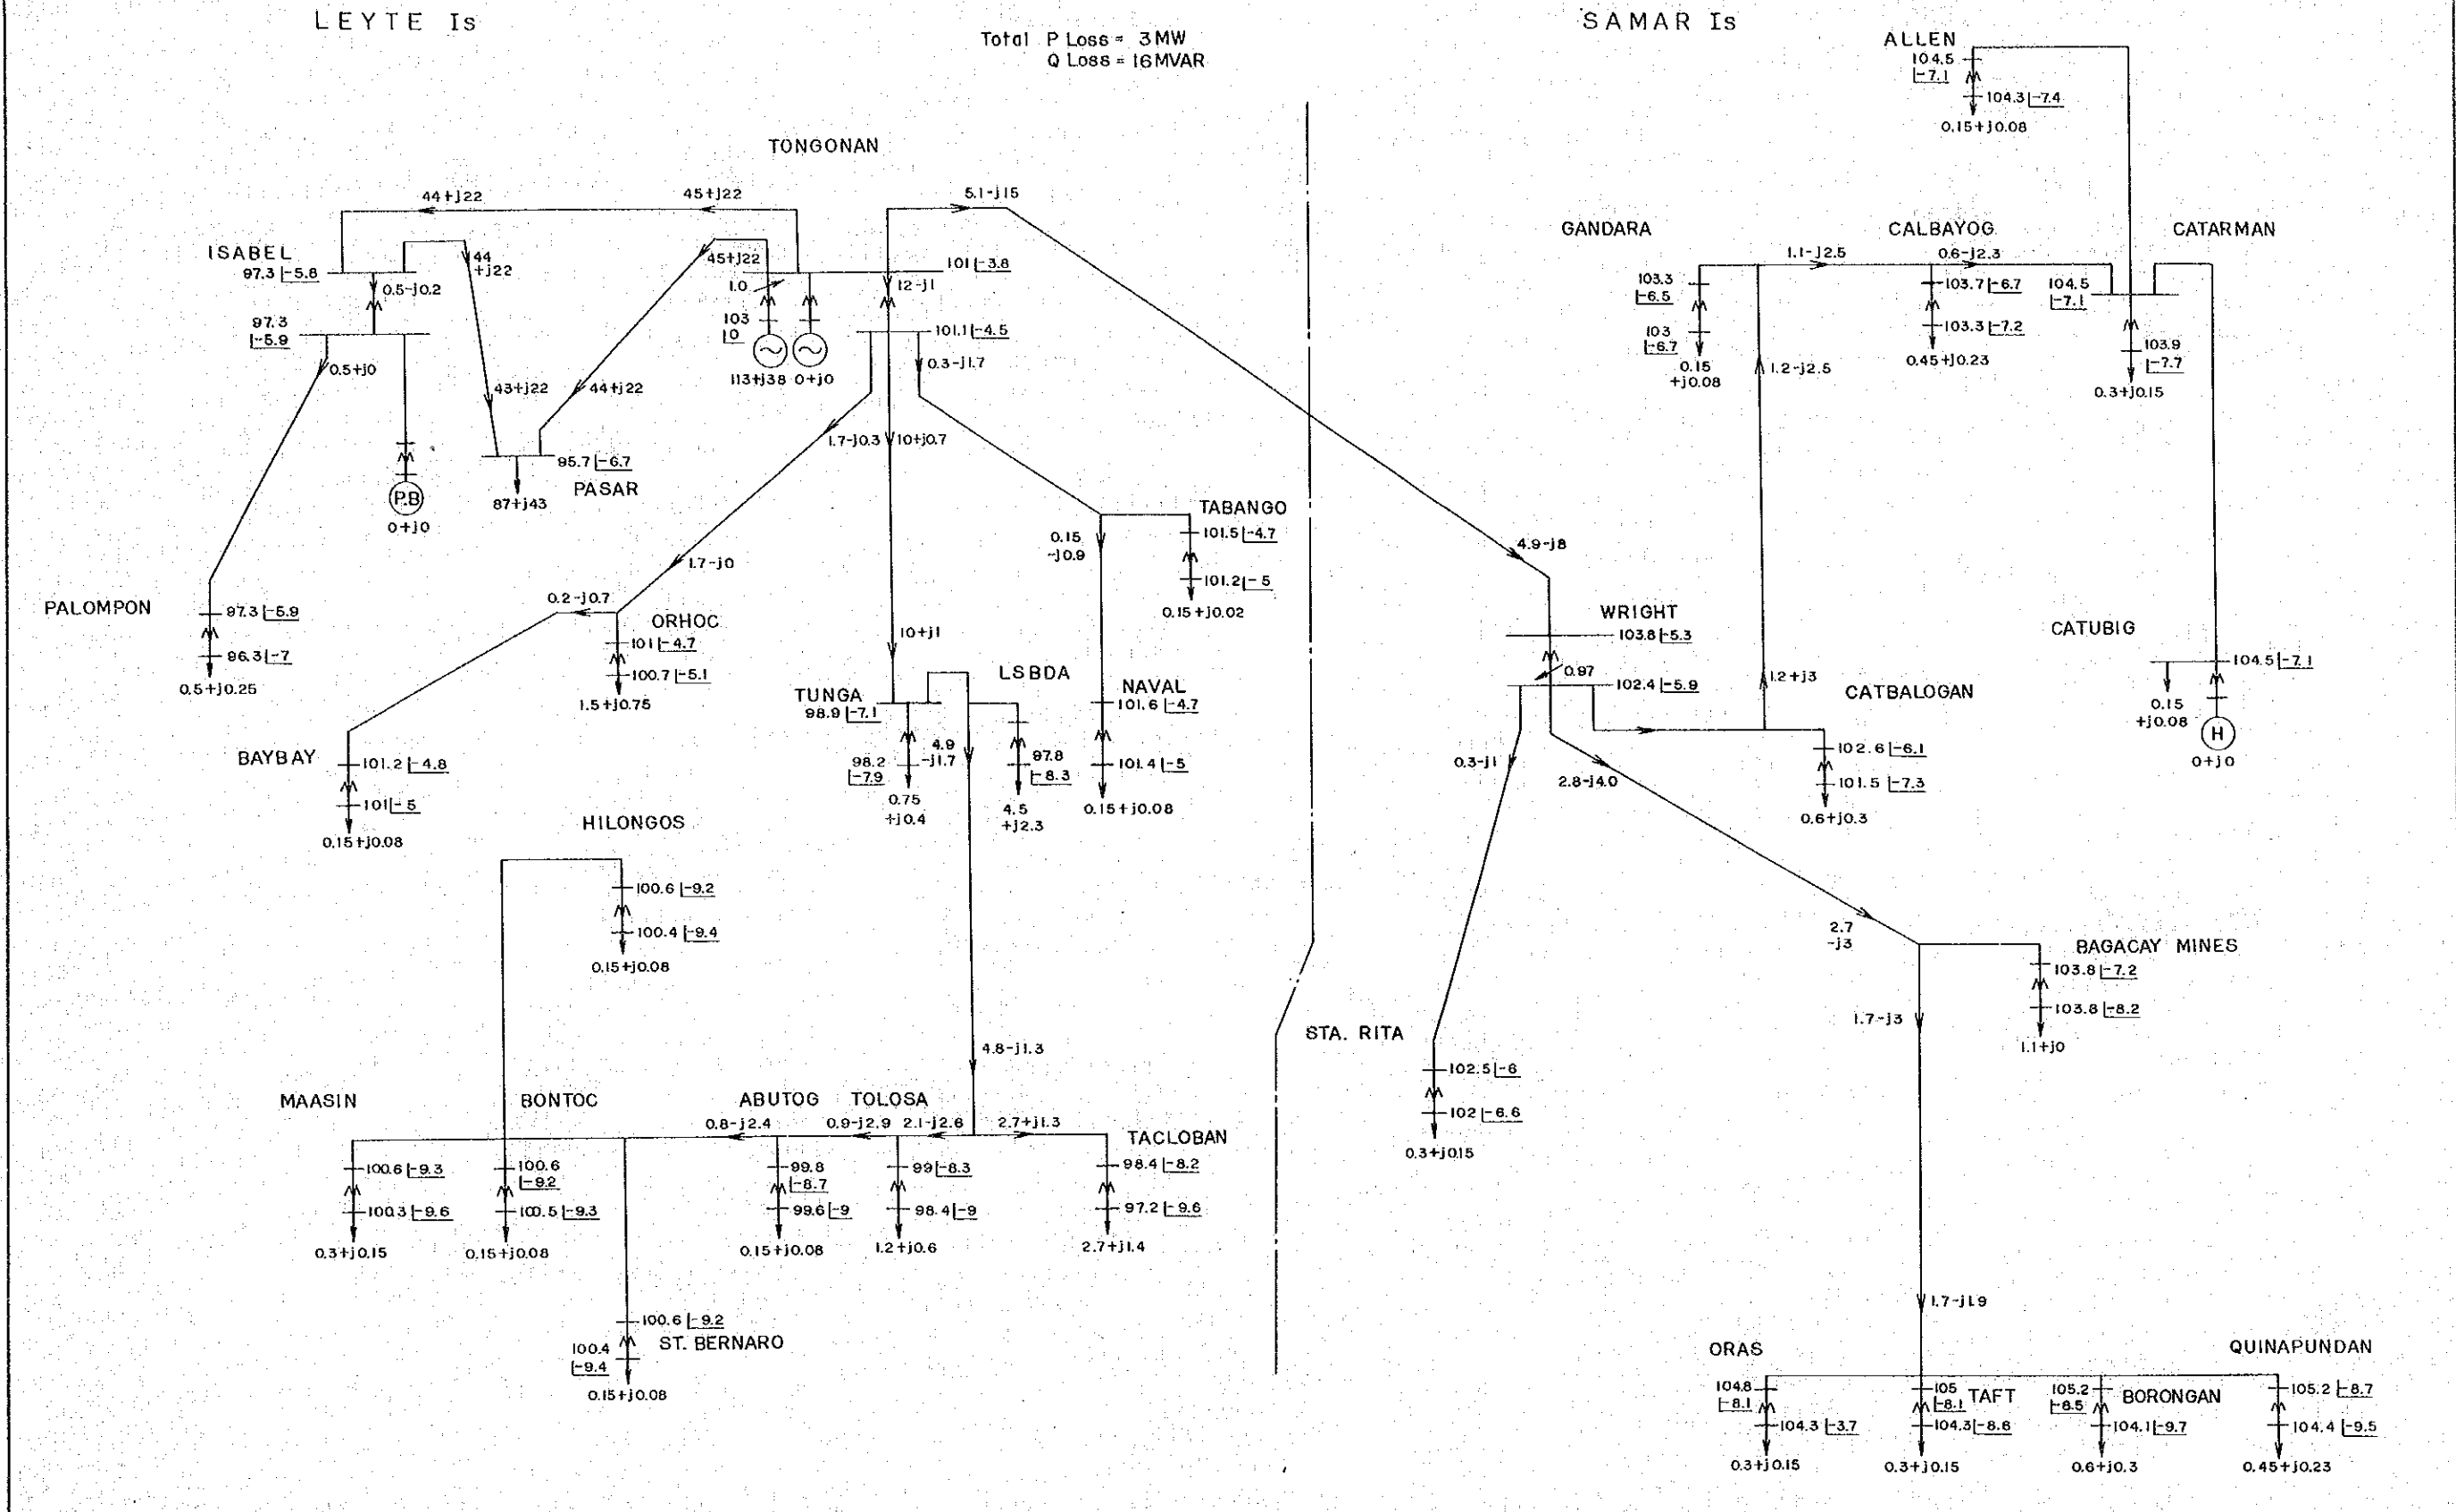 LEYTE Is
SAMAR Is
Total P Loss = 3MW
Q Loss = 16MVAR
ALLEN
104.5
|-7.1
104.3|-7.4
0.15+j0.08
TONGONAN
44+j22
45+j22
5.1-j15
ISABEL
97.3|-5.8
44
+j22
0.5-j0.2
97.3
|-5.9
0.5+j0
45+j22
1.0
103
|0
113+j38
0+j0
101|-3.8
12-j1
101.1|-4.5
0.3-j1.7
43+j22
44+j22
1.7-j0.3
10+j0.7
95.7|-6.7
PASAR
87+j43
P.B
0+j0
GANDARA
CALBAYOG
CATARMAN
1.1-j2.5
0.6-j2.3
103.3
|-6.5
103
|-6.7
0.15
+j0.08
1.2-j2.5
103.7|-6.7
103.3|-7.2
0.45+j0.23
104.5
|-7.1
103.9
|-7.7
0.3+j0.15
TABANGO
101.5|-4.7
101.2|-5
0.15+j0.02
0.15
-j0.9
1.7-j0
4.9-j8
PALOMPON
97.3|-5.9
96.3|-7
0.5+j0.25
0.2-j0.7
ORHOC
101|-4.7
100.7|-5.1
1.5+j0.75
10+j1
WRIGHT
103.8|-5.3
0.97
102.4|-5.9
1.2+j3
CATBALOGAN
102.6|-6.1
101.5|-7.3
0.6+j0.3
CATUBIG
104.5|-7.1
0.15
+j0.08
H
0+j0
BAYBAY
101.2|-4.8
101|-5
0.15+j0.08
TUNGA
98.9|-7.1
98.2
|-7.9
0.75
+j0.4
4.9
-j1.7
LSBDA
97.8
|-8.3
4.5
+j2.3
NAVAL
101.6|-4.7
101.4|-5
0.15+j0.08
0.3-j1
2.8-j4.0
HILONGOS
100.6|-9.2
100.4|-9.4
0.15+j0.08
2.7
-j3
BAGACAY MINES
103.8|-7.2
103.8|-8.2
1.1+j0
1.7-j3
STA. RITA
102.5|-6
102|-6.6
0.3+j0.15
4.8-j1.3
MAASIN
BONTOC
ABUTOG
TOLOSA
0.8-j2.4
0.9-j2.9
2.1-j2.6
2.7+j1.3
TACLOBAN
100.6|-9.3
100.3|-9.6
0.3+j0.15
100.6
|-9.2
100.5|-9.3
0.15+j0.08
99.8
|-8.7
99.6|-9
0.15+j0.08
99|-8.3
98.4|-9
1.2+j0.6
98.4|-8.2
97.2|-9.6
2.7+j1.4
100.6|-9.2
100.4
|-9.4
ST. BERNARO
0.15+j0.08
1.7-j1.9
ORAS
QUINAPUNDAN
104.8
|-8.1
104.3|-3.7
0.3+j0.15
105
|-8.1
TAFT
104.3|-8.6
0.3+j0.15
105.2
|-8.5
BORONGAN
104.1|-9.7
0.6+j0.3
105.2|-8.7
104.4|-9.5
0.45+j0.23